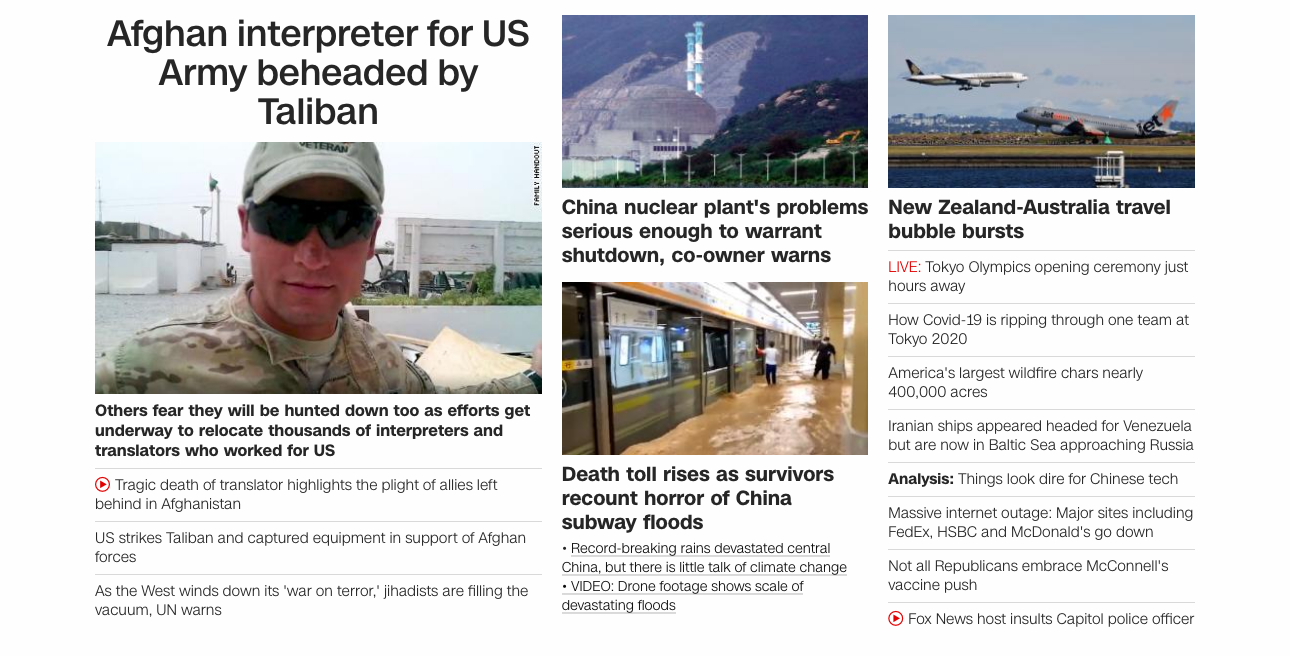 Afghan interpreter for US
Army beheaded by
Taliban
VETERAN
FAMILY HANDOUT
Others fear they will be hunted down too as efforts get
underway to relocate thousands of interpreters and
translators who worked for US
Tragic death of translator highlights the plight of allies left
behind in Afghanistan
US strikes Taliban and captured equipment in support of Afghan
forces
As the West winds down its 'war on terror,' jihadists are filling the
vacuum, UN warns
China nuclear plant's problems
serious enough to warrant
shutdown, co-owner warns
Death toll rises as survivors
recount horror of China
subway floods
• Record-breaking rains devastated central
China, but there is little talk of climate change
• VIDEO: Drone footage shows scale of
devastating floods
Jet
Jet
New Zealand-Australia travel
bubble bursts
LIVE: Tokyo Olympics opening ceremony just
hours away
How Covid-19 is ripping through one team at
Tokyo 2020
America's largest wildfire chars nearly
400,000 acres
Iranian ships appeared headed for Venezuela
but are now in Baltic Sea approaching Russia
Analysis: Things look dire for Chinese tech
Massive internet outage: Major sites including
FedEx, HSBC and McDonald's go down
Not all Republicans embrace McConnell's
vaccine push
Fox News host insults Capitol police officer